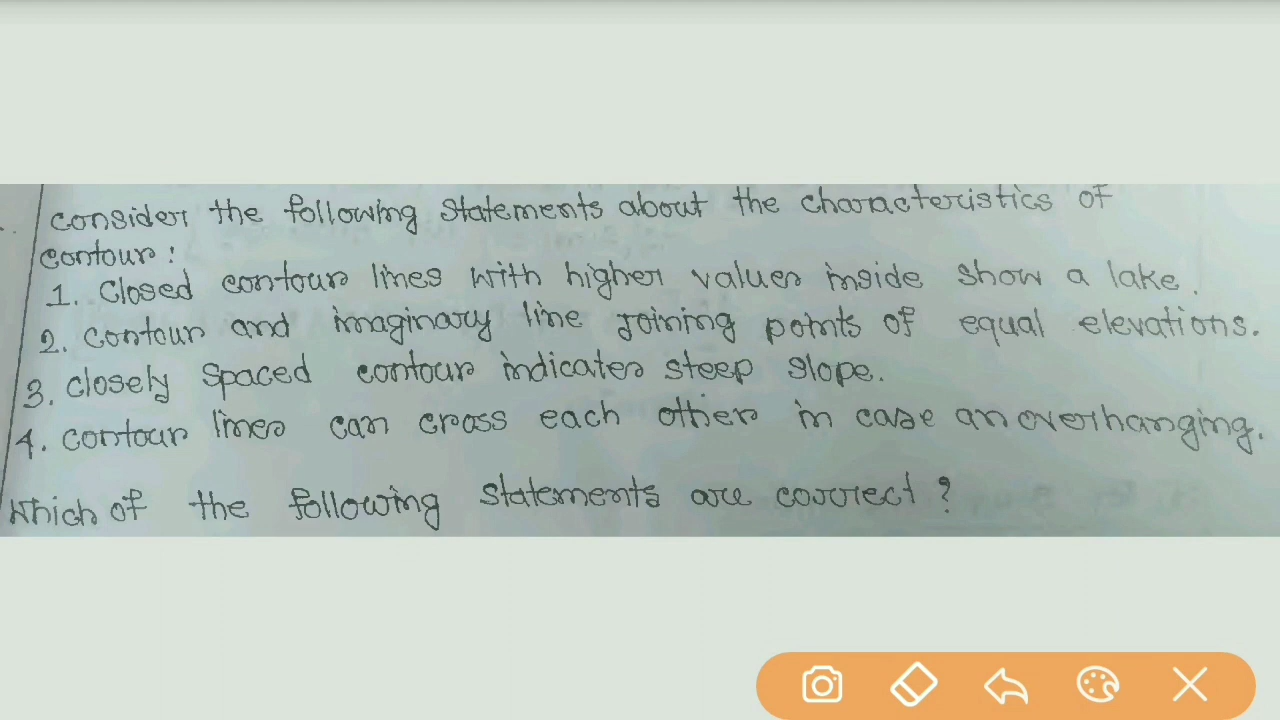 consider the following statements about the characteristics of
contour :
1. Closed contour lines with higher values inside show a lake.
2. contour and imaginary line joining points of equal elevations.
3. closely spaced contour indicates steep slope.
4. contour lines can cross each other in case an overhanging.
Which of the following statements are correct ?